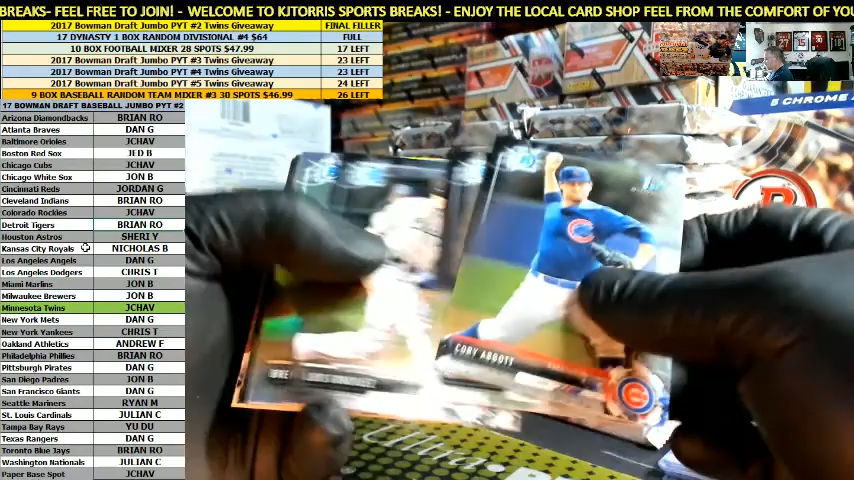 BREAKS- FEEL FREE TO JOIN! - WELCOME TO KJTORRIS SPORTS BREAKS! - ENJOY THE LOCAL CARD SHOP FEEL FROM THE COMFORT OF YOU
2017 Bowman Draft Jumbo PYT #2 Twins Giveaway FINAL FILLER
17 DYNASTY 1 BOX RANDOM DIVISIONAL #4 $64 FULL
10 BOX FOOTBALL MIXER 28 SPOTS $47.99 17 LEFT
2017 Bowman Draft Jumbo PYT #3 Twins Giveaway 23 LEFT
2017 Bowman Draft Jumbo PYT #4 Twins Giveaway 23 LEFT
2017 Bowman Draft Jumbo PYT #5 Twins Giveaway 24 LEFT
9 BOX BASEBALL RANDOM TEAM MIXER #3 30 SPOTS $46.99 26 LEFT
17 BOWMAN DRAFT BASEBALL JUMBO PYT #2
Arizona Diamondbacks BRIAN RO
Atlanta Braves DAN G
Baltimore Orioles JCHAV
Boston Red Sox JED B
Chicago Cubs JCHAV
Chicago White Sox JON B
Cincinnati Reds JORDAN G
Cleveland Indians BRIAN RO
Colorado Rockies JCHAV
Detroit Tigers BRIAN RO
Houston Astros SHERI Y
Kansas City Royals NICHOLAS B
Los Angeles Angels DAN G
Los Angeles Dodgers CHRIS T
Miami Marlins JON B
Milwaukee Brewers JON B
Minnesota Twins JCHAV
New York Mets DAN G
New York Yankees CHRIS T
Oakland Athletics ANDREW F
Philadelphia Phillies BRIAN RO
Pittsburgh Pirates DAN G
San Diego Padres JON B
San Francisco Giants DAN G
Seattle Mariners RYAN M
St. Louis Cardinals JULIAN C
Tampa Bay Rays YU DU
Texas Rangers DAN G
Toronto Blue Jays BRIAN RO
Washington Nationals JULIAN C
Paper Base Spot JCHAV
5 CHROME
CORY ABBOTT
Ultra